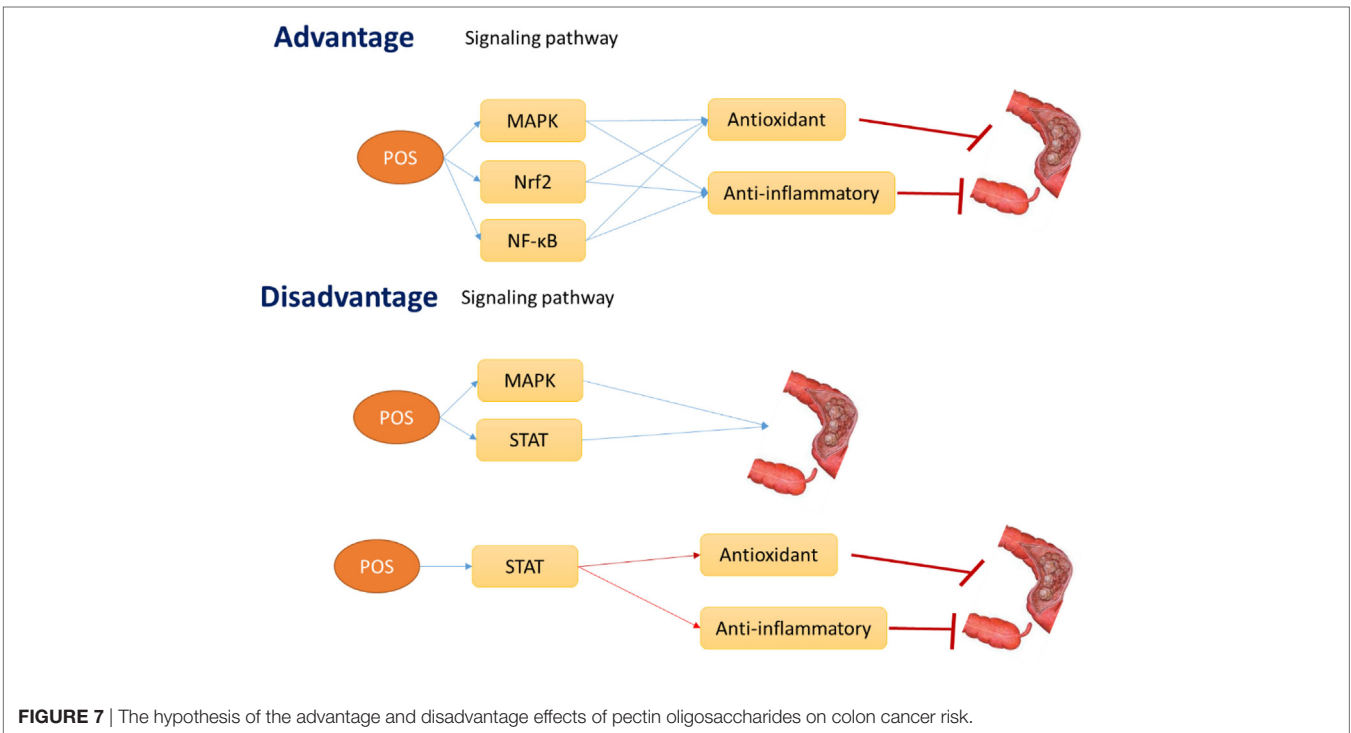 Advantage Signaling pathway
MAPK
Antioxidant
POS
Nrf2
Anti-inflammatory
NF-κB
Disadvantage Signaling pathway
MAPK
POS
STAT
Antioxidant
POS
STAT
Anti-inflammatory
FIGURE 7 | The hypothesis of the advantage and disadvantage effects of pectin oligosaccharides on colon cancer risk.